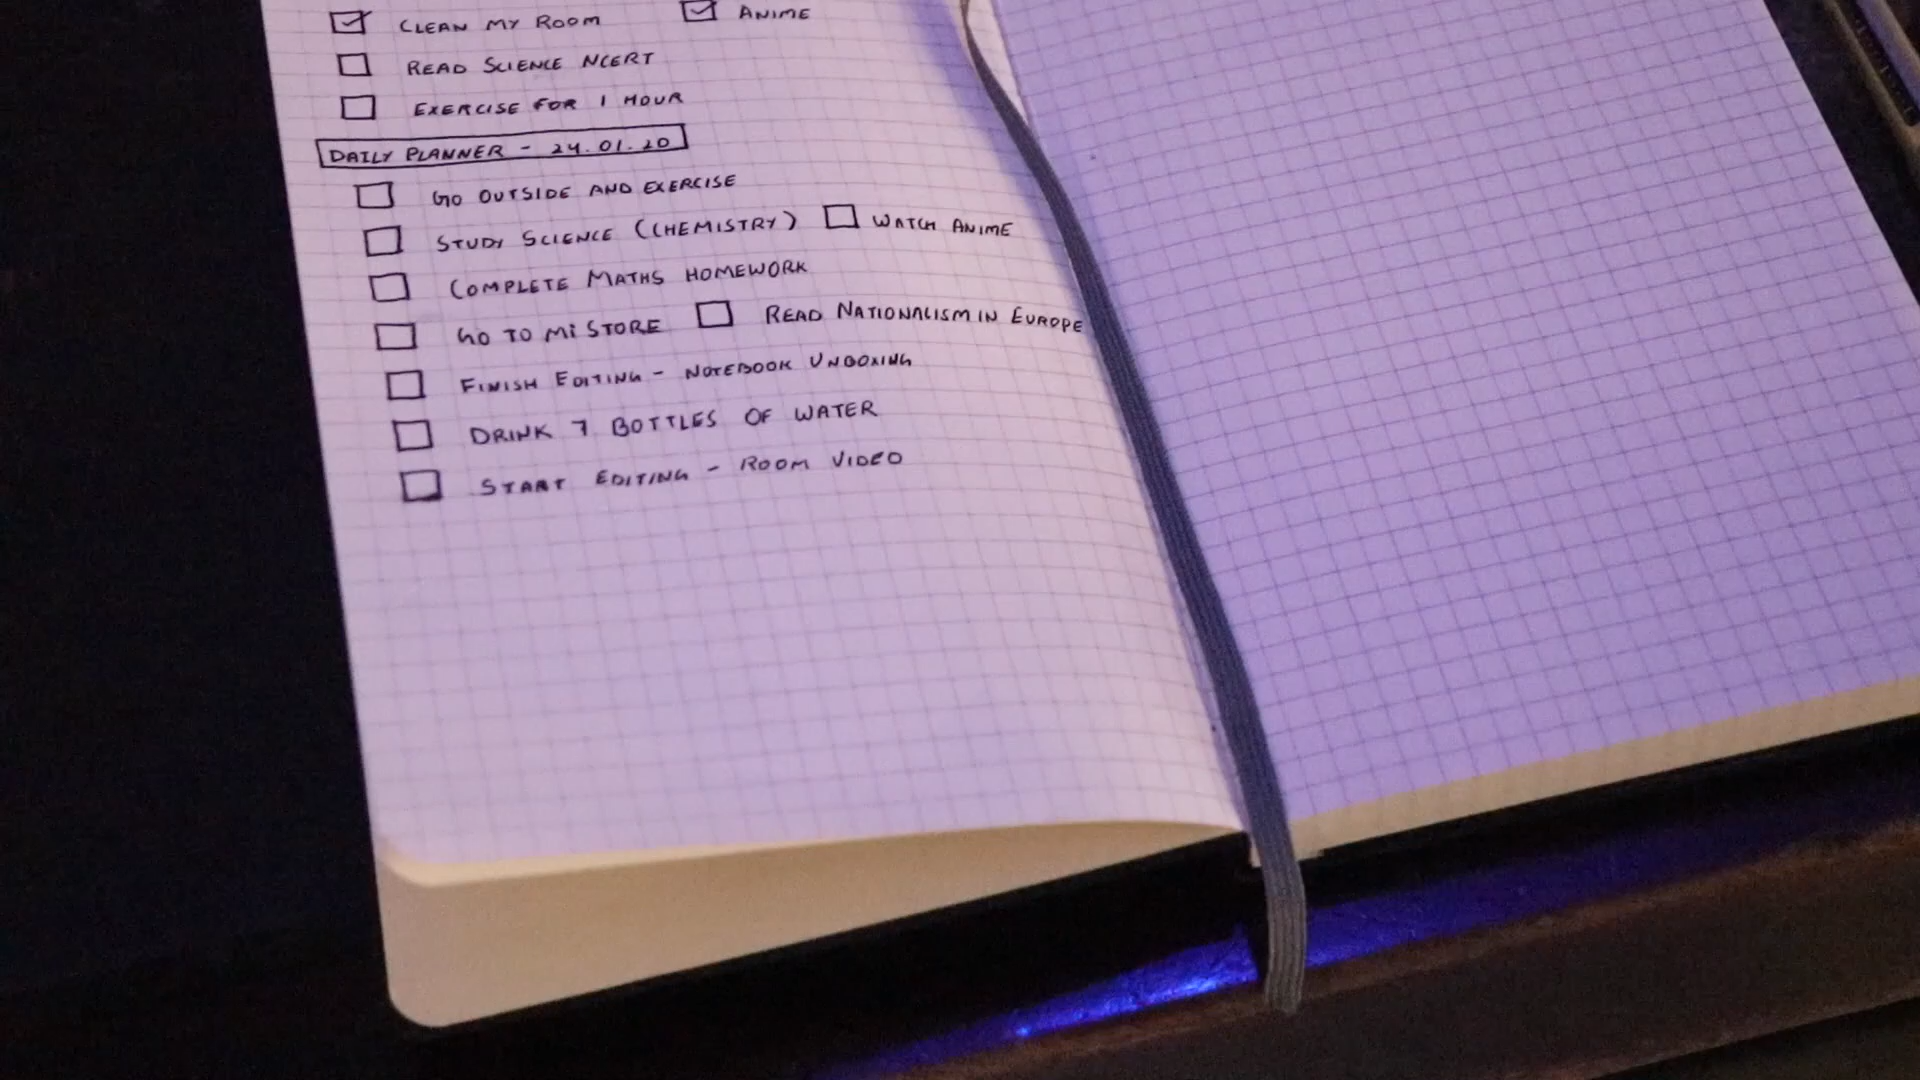 CLEAN MY ROOM ANIME
READ SCIENCE NCERT
EXERCISE FOR 1 HOUR
DAILY PLANNER - 24.01.20
GO OUTSIDE AND EXERCISE
STUDY SCIENCE (CHEMISTRY) WATCH ANIME
COMPLETE MATHS HOMEWORK
GO TO Mi STORE READ NATIONALISM IN EUROPE
FINISH EDITING - NOTEBOOK UNBOXING
DRINK 7 BOTTLES OF WATER
START EDITING - ROOM VIDEO